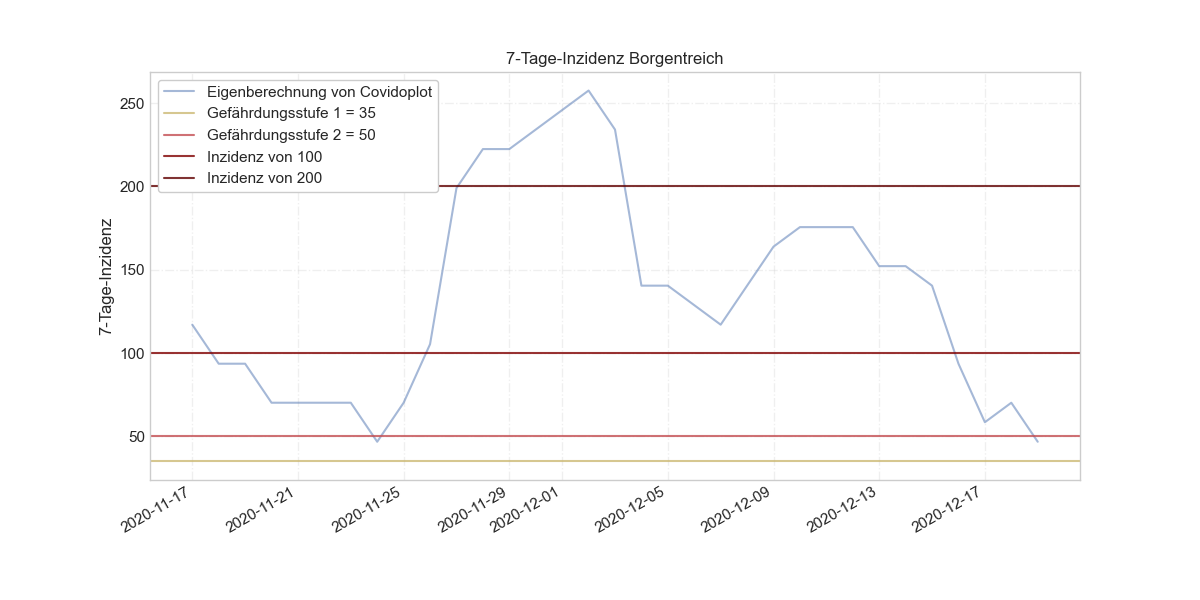 7-Tage-Inzidenz Borgentreich
Eigenberechnung von Covidoplot
Gefährdungsstufe 1 = 35
Gefährdungsstufe 2 = 50
Inzidenz von 100
Inzidenz von 200
7-Tage-Inzidenz
250
200
150
100
50
2020-11-17
2020-11-21
2020-11-25
2020-11-29
2020-12-01
2020-12-05
2020-12-09
2020-12-13
2020-12-17